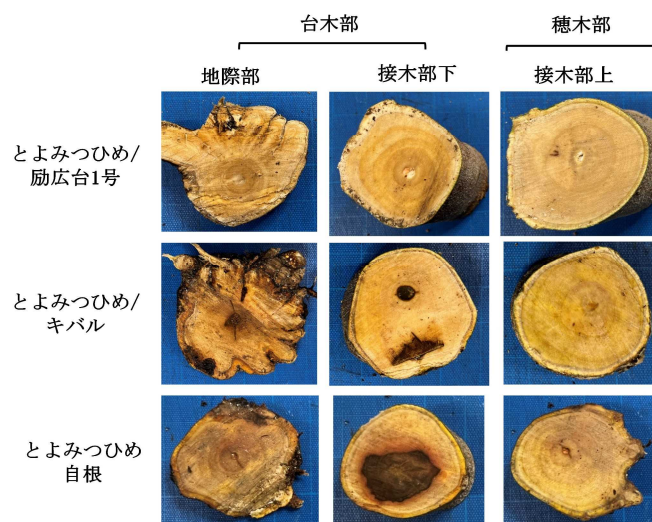 台木部
穂木部
地際部
接木部下
接木部上
とよみつひめ/
励広台1号
とよみつひめ/
キバル
とよみつひめ
自根